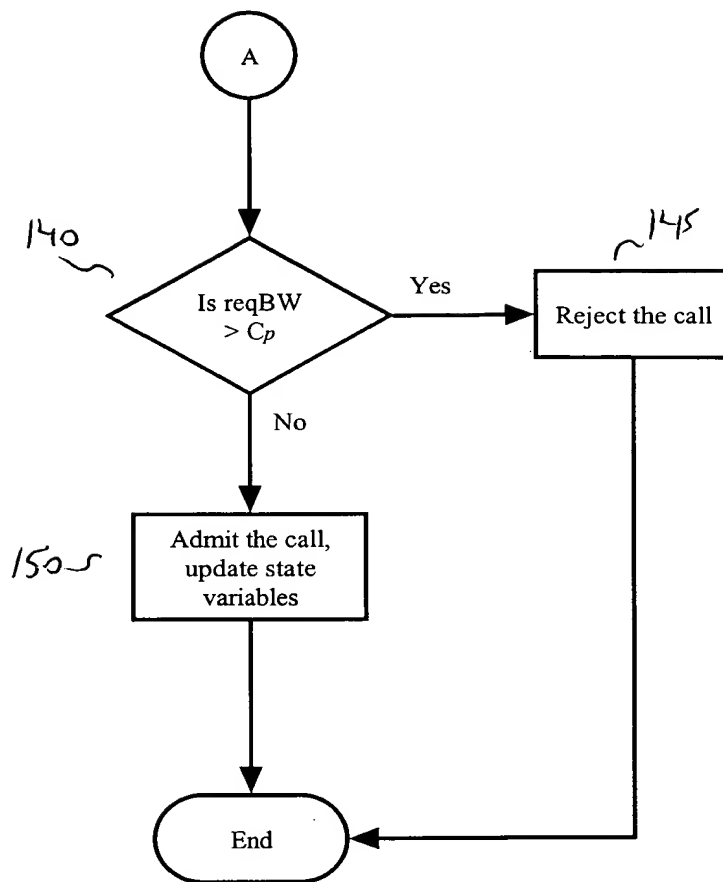 A
140
Is reqBW
> Cp
Yes
145
Reject the call
No
150
Admit the call,
update state
variables
End